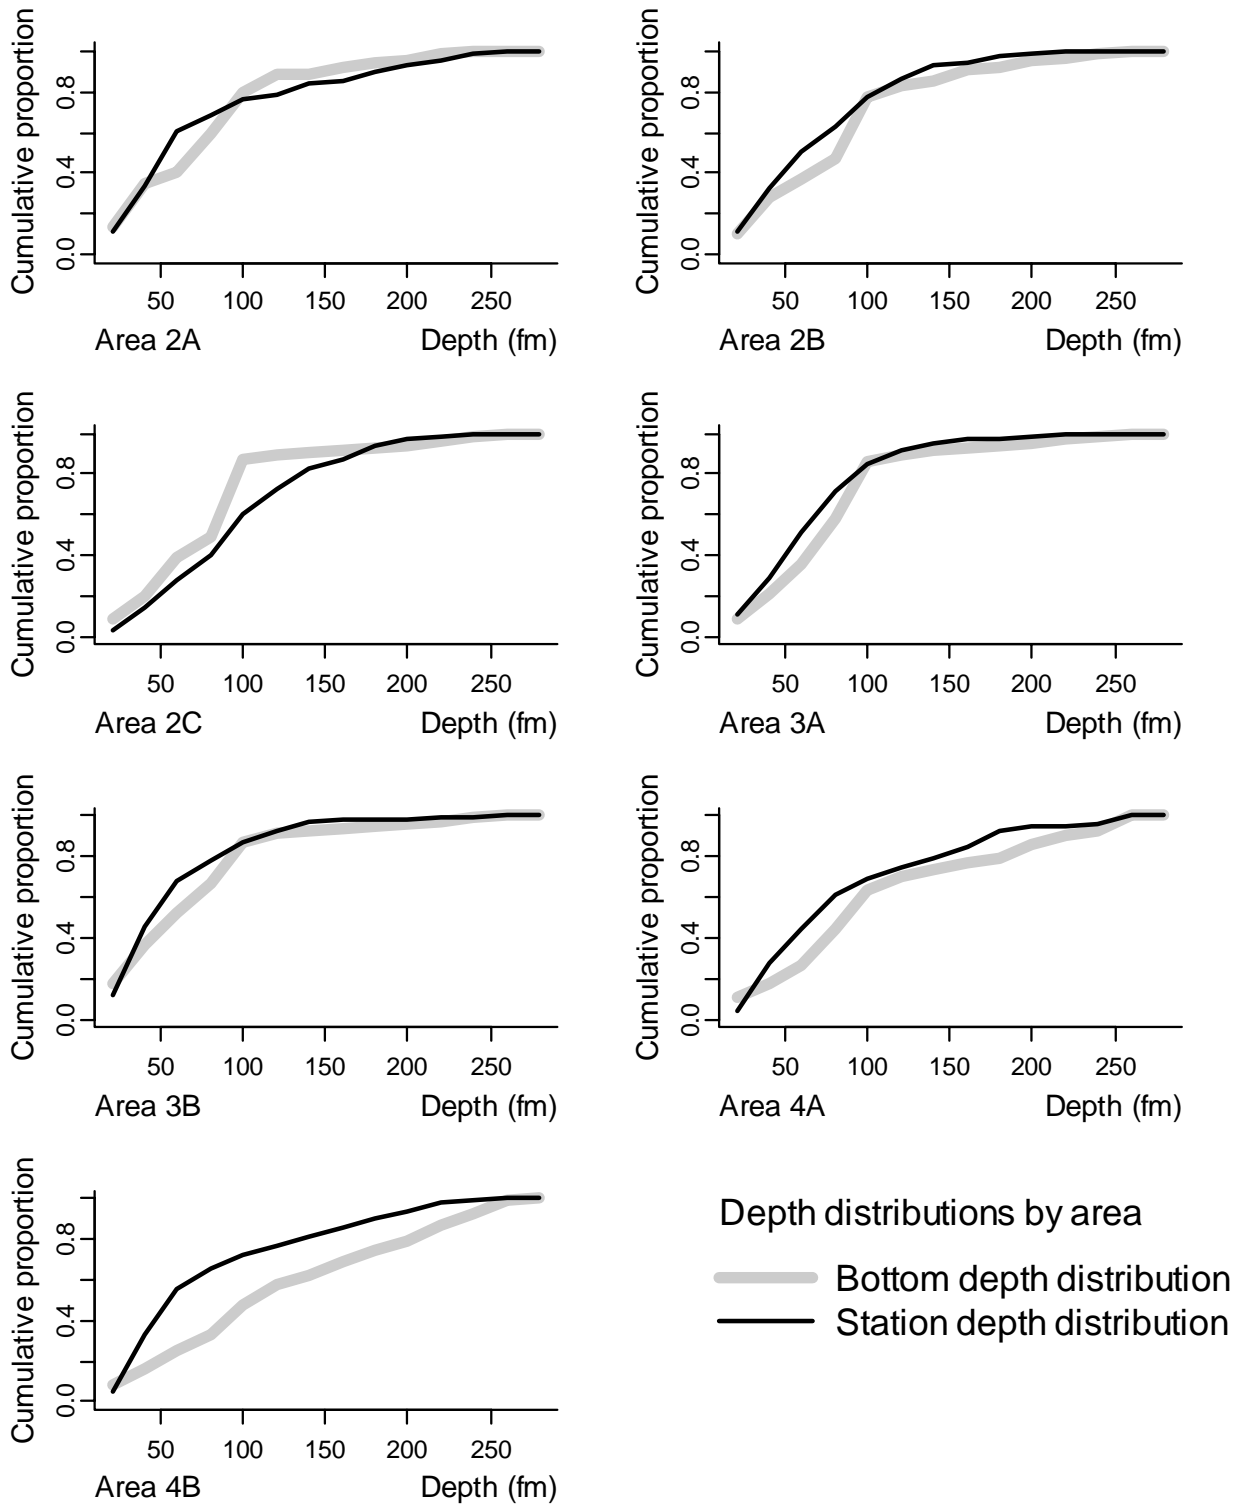 Cumulative proportion
0.0 0.4 0.8
50 100 150 200 250
Area 2A Depth (fm)
Cumulative proportion
0.0 0.4 0.8
50 100 150 200 250
Area 2B Depth (fm)
Cumulative proportion
0.0 0.4 0.8
50 100 150 200 250
Area 2C Depth (fm)
Cumulative proportion
0.0 0.4 0.8
50 100 150 200 250
Area 3A Depth (fm)
Cumulative proportion
0.0 0.4 0.8
50 100 150 200 250
Area 3B Depth (fm)
Cumulative proportion
0.0 0.4 0.8
50 100 150 200 250
Area 4A Depth (fm)
Cumulative proportion
0.0 0.4 0.8
50 100 150 200 250
Area 4B Depth (fm)
Depth distributions by area
Bottom depth distribution
Station depth distribution